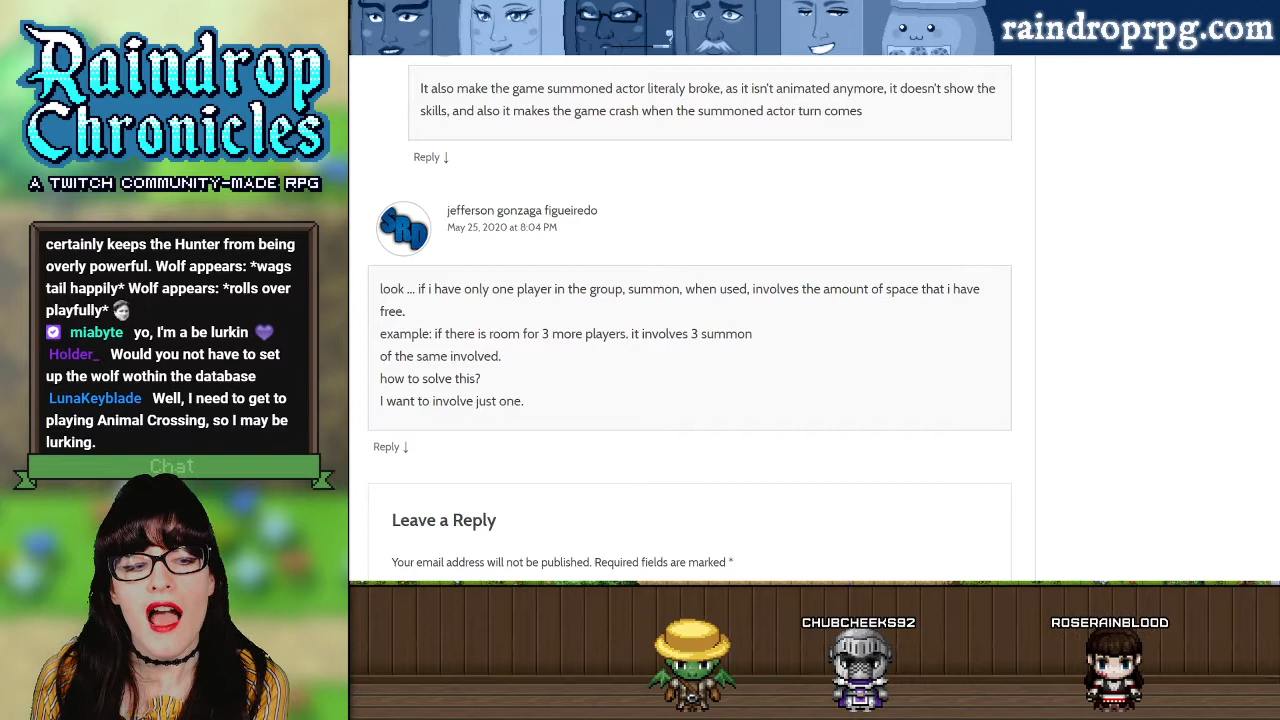 Raindrop
Chronicles
A TWITCH COMMUNITY-MADE RPG
certainly keeps the Hunter from being
overly powerful. Wolf appears: *wags
tail happily* Wolf appears: *rolls over
playfully*
miabyte yo, I'm a be lurkin
Holder_ Would you not have to set
up the wolf wothin the database
LunaKeyblade Well, I need to get to
playing Animal Crossing, so I may be
lurking.
Chat
raindroprpg.com
It also make the game summoned actor literaly broke, as it isn't animated anymore, it doesn't show the
skills, and also it makes the game crash when the summoned actor turn comes
Reply ↓
SRD
jefferson gonzaga figueiredo
May 25, 2020 at 8:04 PM
look ... if i have only one player in the group, summon, when used, involves the amount of space that i have
free.
example: if there is room for 3 more players. it involves 3 summon
of the same involved.
how to solve this?
I want to involve just one.
Reply ↓
Leave a Reply
Your email address will not be published. Required fields are marked *
CHUBCHEEKS92
ROSERAINBLOOD